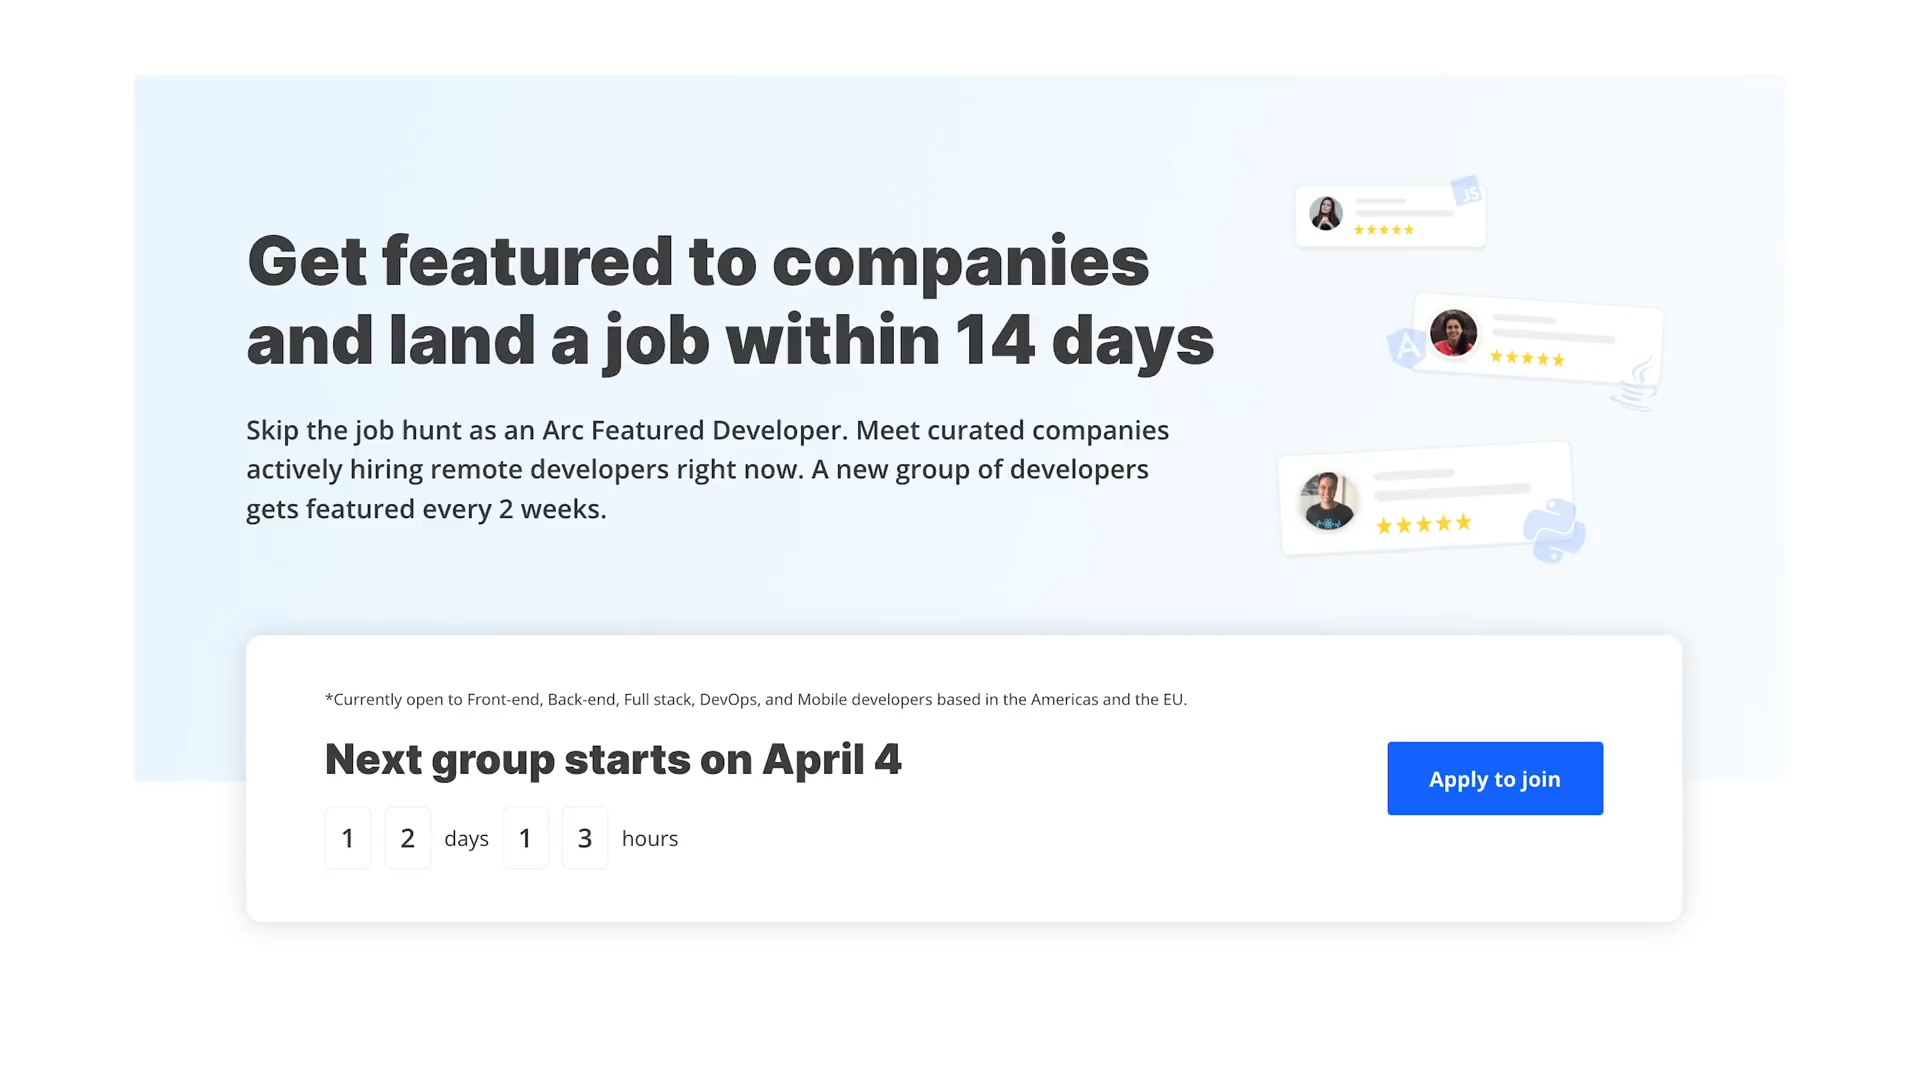 Get featured to companies
and land a job within 14 days
Skip the job hunt as an Arc Featured Developer. Meet curated companies
actively hiring remote developers right now. A new group of developers
gets featured every 2 weeks.
JS
A
*Currently open to Front-end, Back-end, Full stack, DevOps, and Mobile developers based in the Americas and the EU.
Next group starts on April 4
1 2 days 1 3 hours
Apply to join